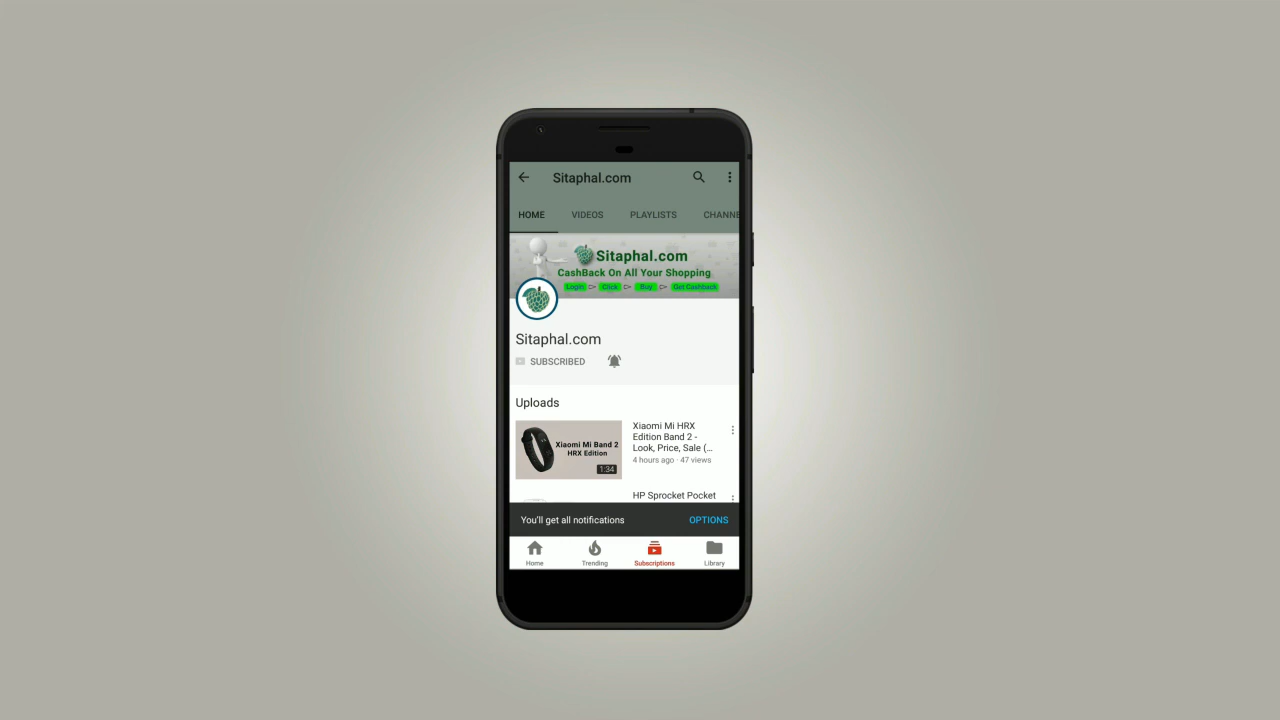 Sitaphal.com
HOME VIDEOS PLAYLISTS CHANNE
Sitaphal.com
CashBack On All Your Shopping
Login Click Buy Get Cashback
Sitaphal.com
SUBSCRIBED
Uploads
Xiaomi Mi Band 2
HRX Edition
1:34
Xiaomi Mi HRX
Edition Band 2 -
Look, Price, Sale (...
4 hours ago · 47 views
HP Sprocket Pocket
You'll get all notifications OPTIONS
Home Trending Subscriptions Library